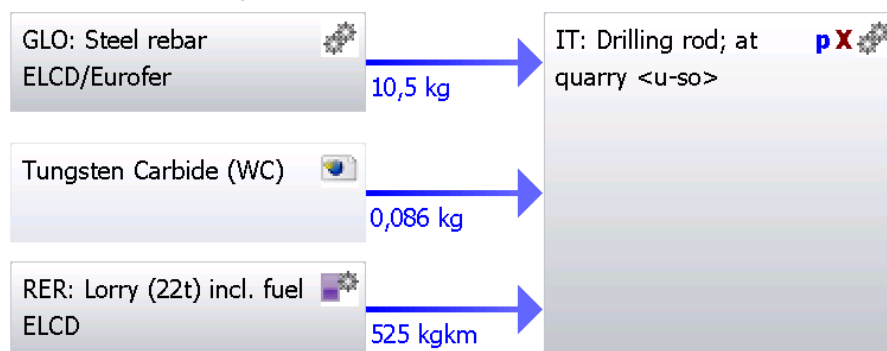 GLO: Steel rebar
ELCD/Eurofer
10,5 kg
IT: Drilling rod; at
quarry <u-so>
p X
Tungsten Carbide (WC)
0,086 kg
RER: Lorry (22t) incl. fuel
ELCD
525 kgkm